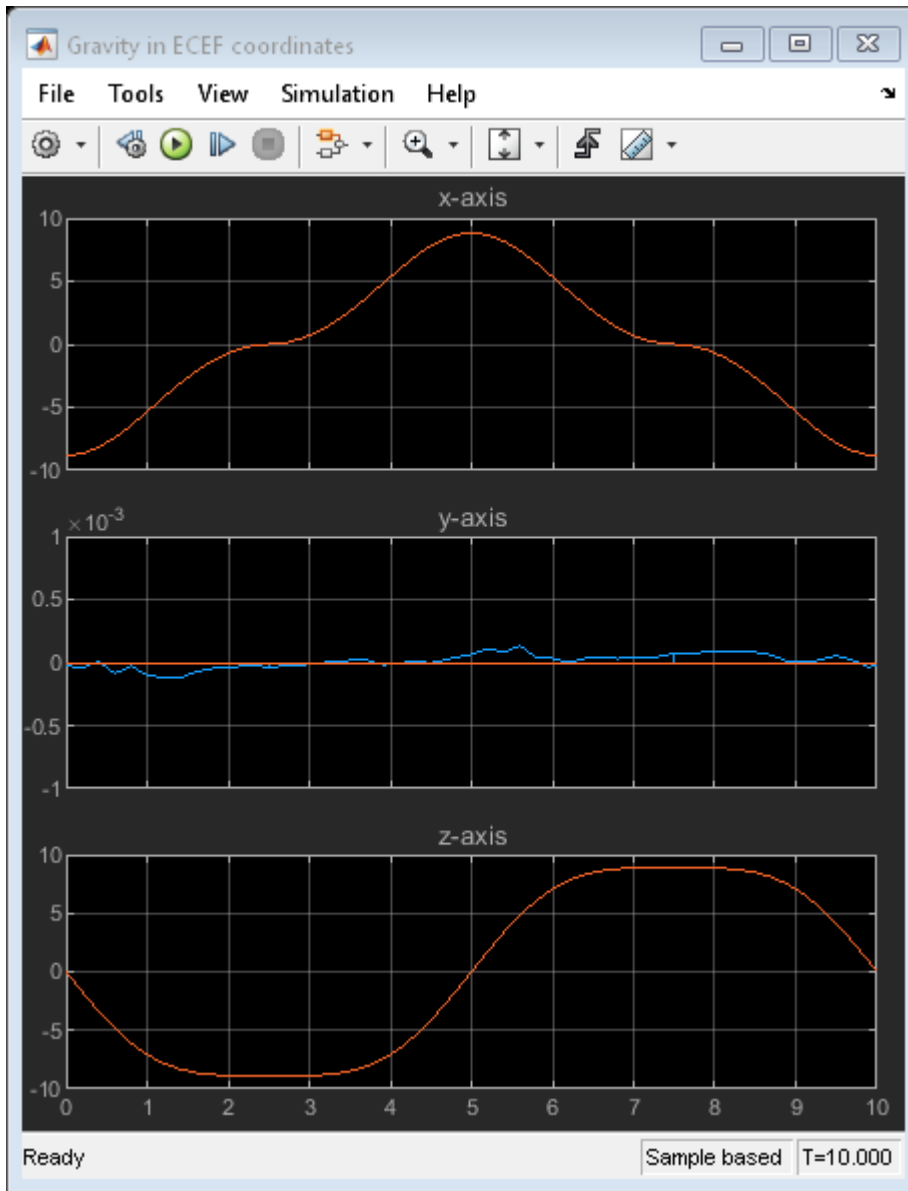 Gravity in ECEF coordinates
File Tools View Simulation Help
x-axis
10
5
0
-5
-10
×10⁻³
y-axis
1
0.5
0
-0.5
-1
z-axis
10
5
0
-5
-10
0 1 2 3 4 5 6 7 8 9 10
Ready Sample based T=10.000